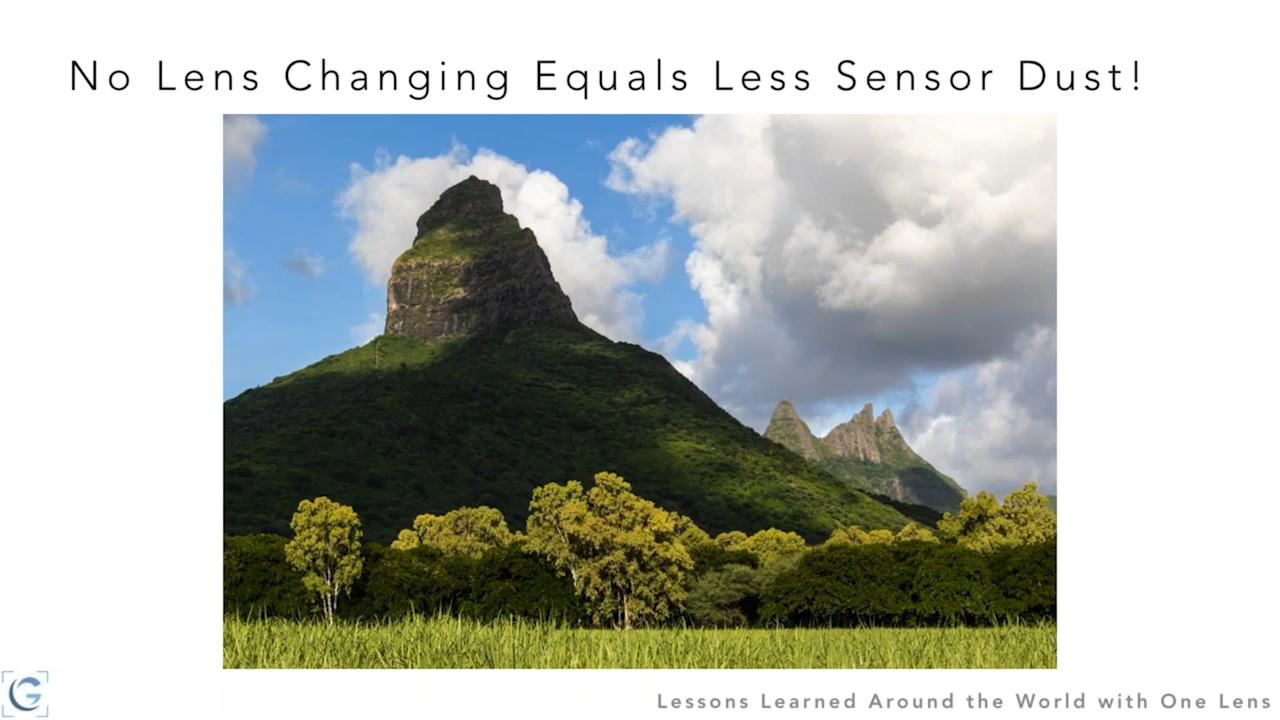 No Lens Changing Equals Less Sensor Dust!
Lessons Learned Around the World with One Lens